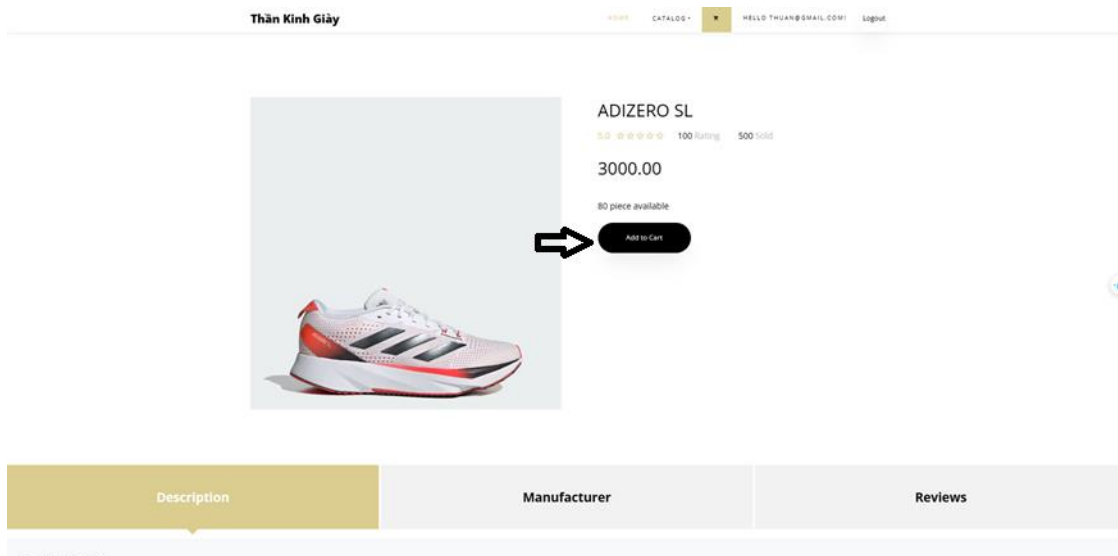 Thần Kinh Giày
HOME CATALOG HELLO THUAN@GMAIL.COM! Logout
ADIZERO SL
5.0 100 Rating 500 Sold
3000.00
80 piece available
Add to Cart
Description Manufacturer Reviews